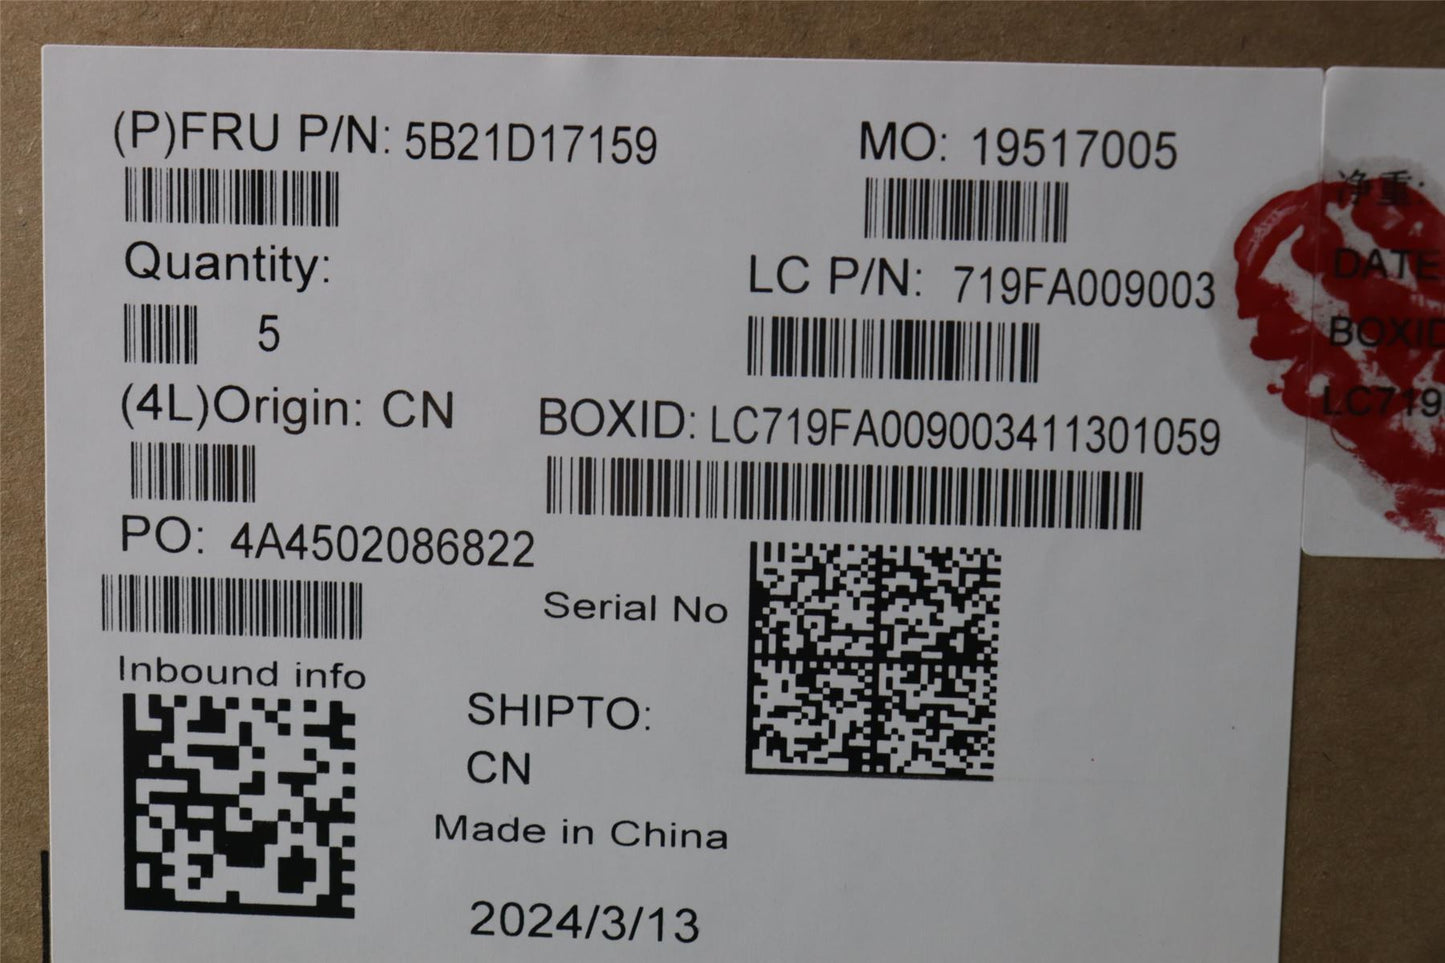 (P)FRU P/N: 5B21D17159
MO: 19517005
Quantity:
5
LC P/N: 719FA009003
(4L)Origin: CN
BOXID: LC719FA009003411301059
PO: 4A4502086822
Serial No
Inbound info
SHIPTO:
CN
Made in China
2024/3/13
净重:
DATE
BOXID
LC719